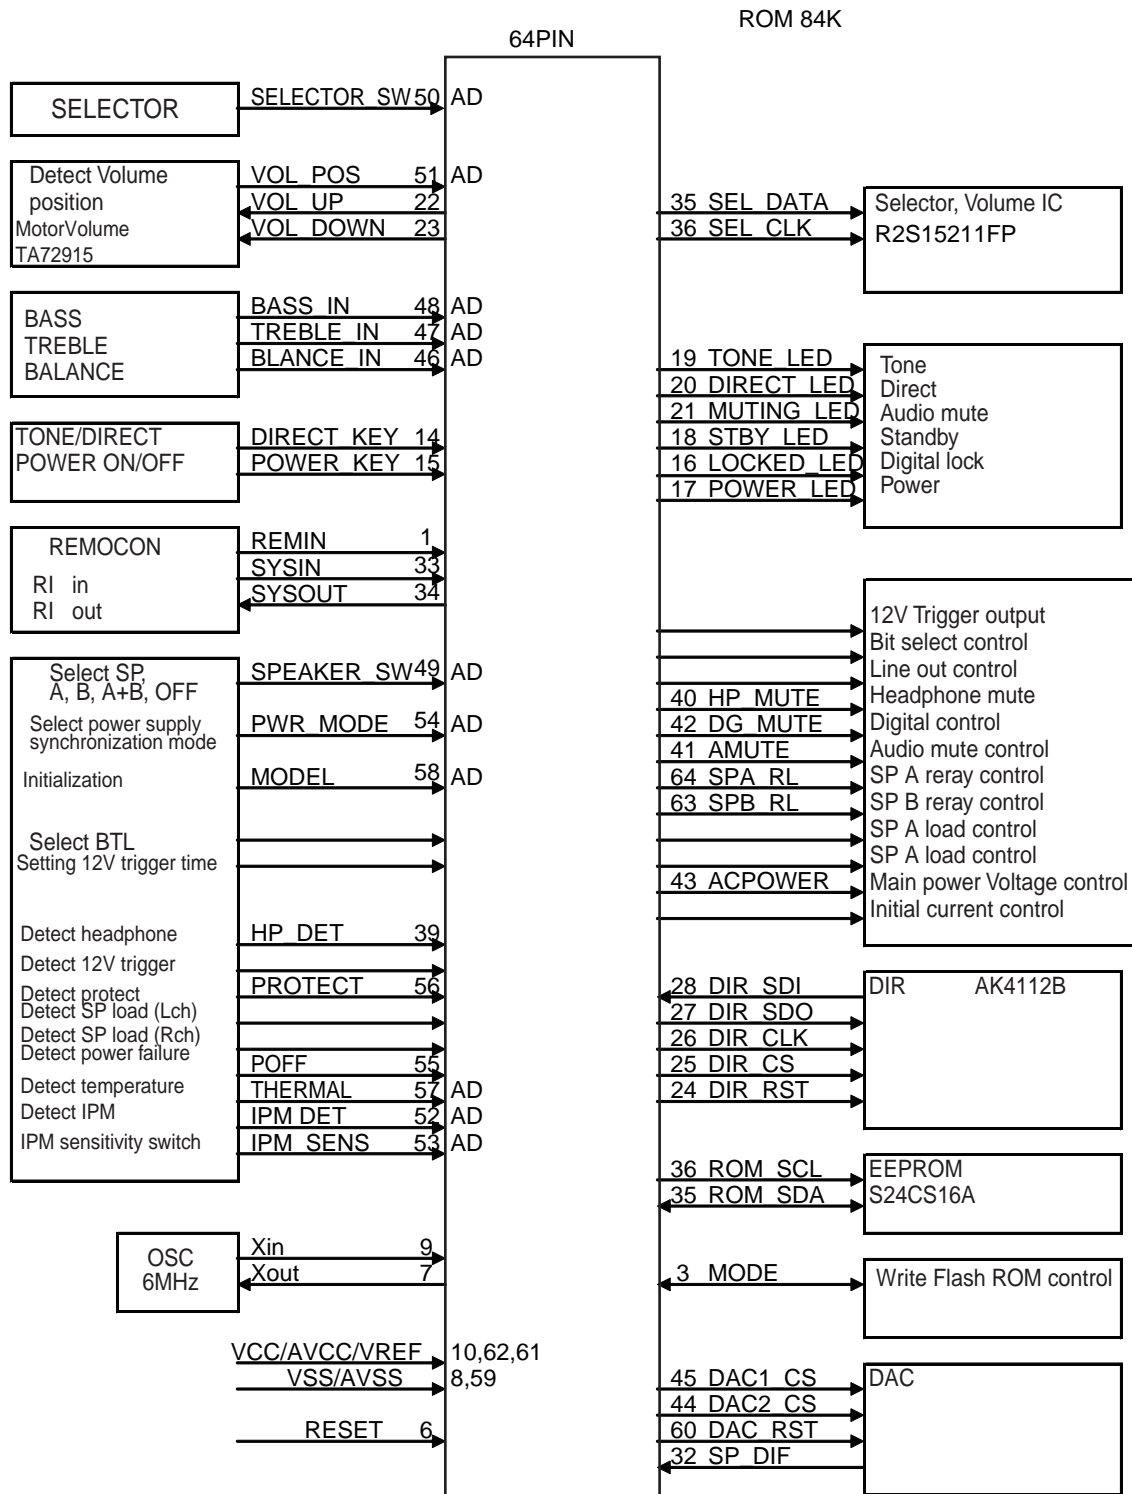 ROM 84K
64PIN
SELECTOR
SELECTOR_SW 50 AD
Detect Volume
position
MotorVolume
TA72915
VOL_POS 51 AD
VOL_UP 22
VOL_DOWN 23
BASS
TREBLE
BALANCE
BASS_IN 48 AD
TREBLE_IN 47 AD
BLANCE_IN 46 AD
TONE/DIRECT
POWER ON/OFF
DIRECT_KEY 14
POWER_KEY 15
REMOCON
RI in
RI out
REMIN 1
SYSIN 33
SYSOUT 34
Select SP,
A, B, A+B, OFF
SPEAKER_SW 49 AD
Select power supply
synchronization mode
PWR_MODE 54 AD
Initialization
MODEL 58 AD
Select BTL
Setting 12V trigger time
Detect headphone
HP_DET 39
Detect 12V trigger
Detect protect
PROTECT 56
Detect SP load (Lch)
Detect SP load (Rch)
Detect power failure
POFF 55
Detect temperature
THERMAL 57 AD
Detect IPM
IPM DET 52 AD
IPM sensitivity switch
IPM_SENS 53 AD
OSC
6MHz
Xin 9
Xout 7
VCC/AVCC/VREF 10,62,61
VSS/AVSS 8,59
RESET 6
35 SEL_DATA
36 SEL_CLK
Selector, Volume IC
R2S15211FP
19 TONE_LED
20 DIRECT_LED
21 MUTING_LED
18 STBY_LED
16 LOCKED_LED
17 POWER_LED
Tone
Direct
Audio mute
Standby
Digital lock
Power
40 HP_MUTE
42 DG_MUTE
41 AMUTE
64 SPA_RL
63 SPB_RL
43 ACPOWER
12V Trigger output
Bit select control
Line out control
Headphone mute
Digital control
Audio mute control
SP A reray control
SP B reray control
SP A load control
SP A load control
Main power Voltage control
Initial current control
28 DIR_SDI
27 DIR_SDO
26 DIR_CLK
25 DIR_CS
24 DIR_RST
DIR AK4112B
36 ROM_SCL
35 ROM_SDA
EEPROM
S24CS16A
3 MODE
Write Flash ROM control
45 DAC1_CS
44 DAC2_CS
60 DAC_RST
32 SP_DIF
DAC